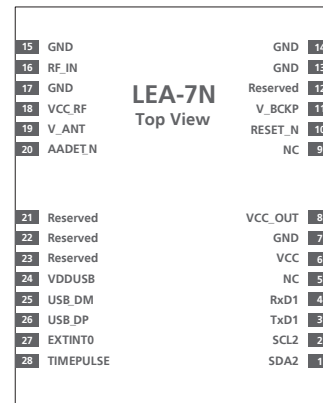 15 GND GND 14
16 RF_IN GND 13
17 GND Reserved 12
LEA-7N
18 VCC_RF V_BCKP 11
Top View
19 V_ANT RESET_N 10
20 AADET_N NC 9
21 Reserved VCC_OUT 8
22 Reserved GND 7
23 Reserved VCC 6
24 VDDUSB NC 5
25 USB_DM RxD1 4
26 USB_DP TxD1 3
27 EXTINT0 SCL2 2
28 TIMEPULSE SDA2 1